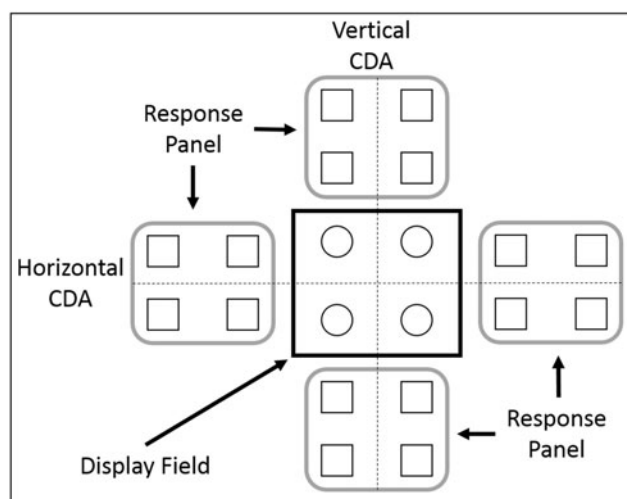 Vertical
CDA
Response
Panel
Horizontal
CDA
Response
Panel
Display Field